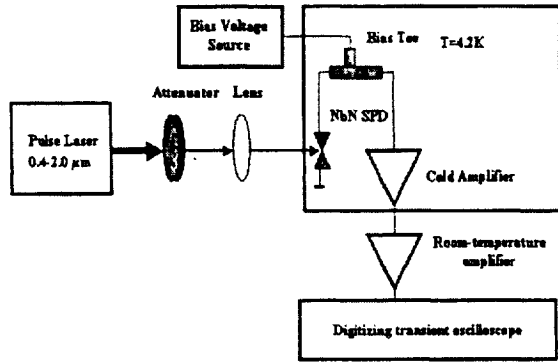 Bias Voltage
Source
Bias Tee
T=4.2K
Attenuator
Lens
NbN SPD
Pulse Laser
0.4-2.0 μm
Cold Amplifier
Room-temperature
amplifier
Digitizing transient oscilloscope